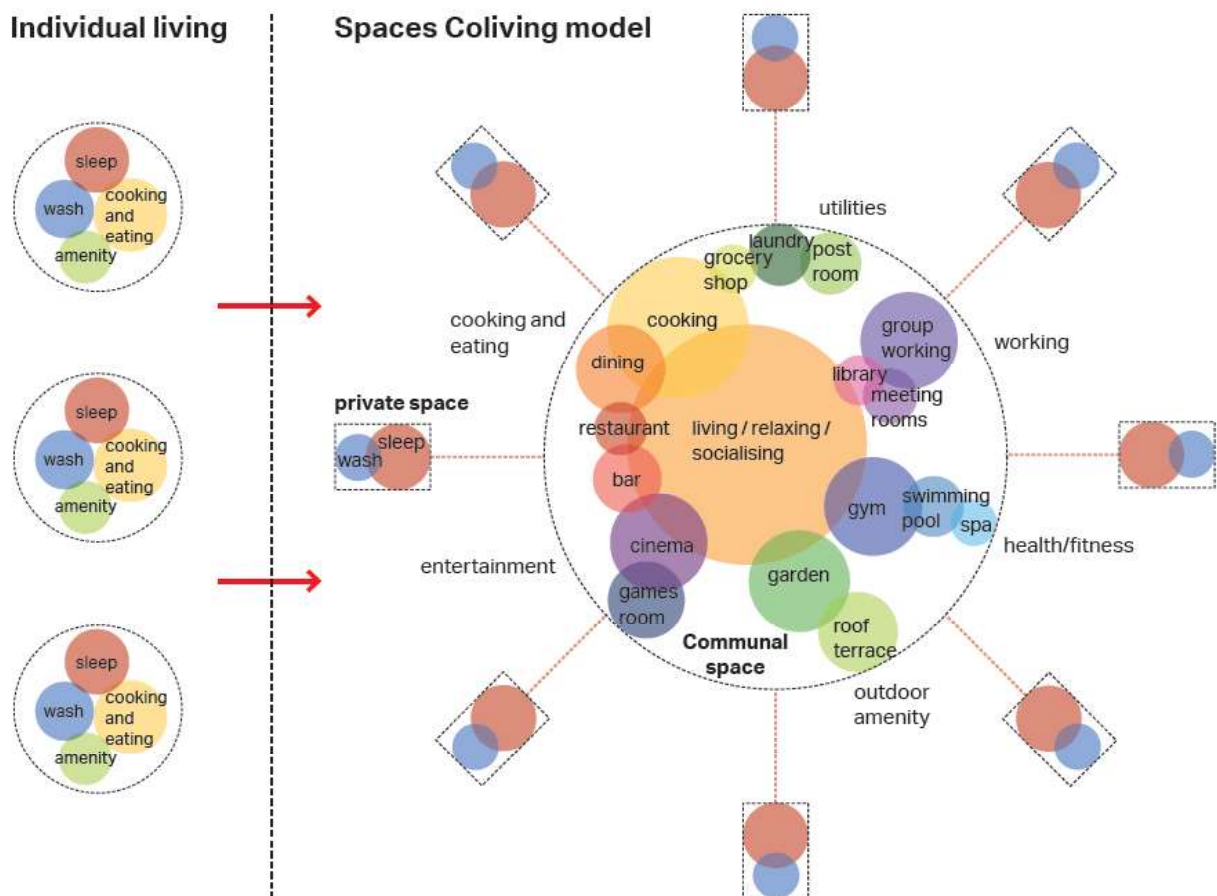 Individual living
sleep
wash
cooking
and
eating
amenity
sleep
wash
cooking
and
eating
amenity
sleep
wash
cooking
and
eating
amenity
Spaces Coliving model
utilities
laundry
post
room
grocery
shop
cooking and
eating
cooking
dining
group
working
working
library
meeting
rooms
private space
wash
sleep
restaurant
living / relaxing /
socialising
bar
gym
swimming
pool
spa
health/fitness
entertainment
cinema
games
room
garden
roof
terrace
Communal
space
outdoor
amenity